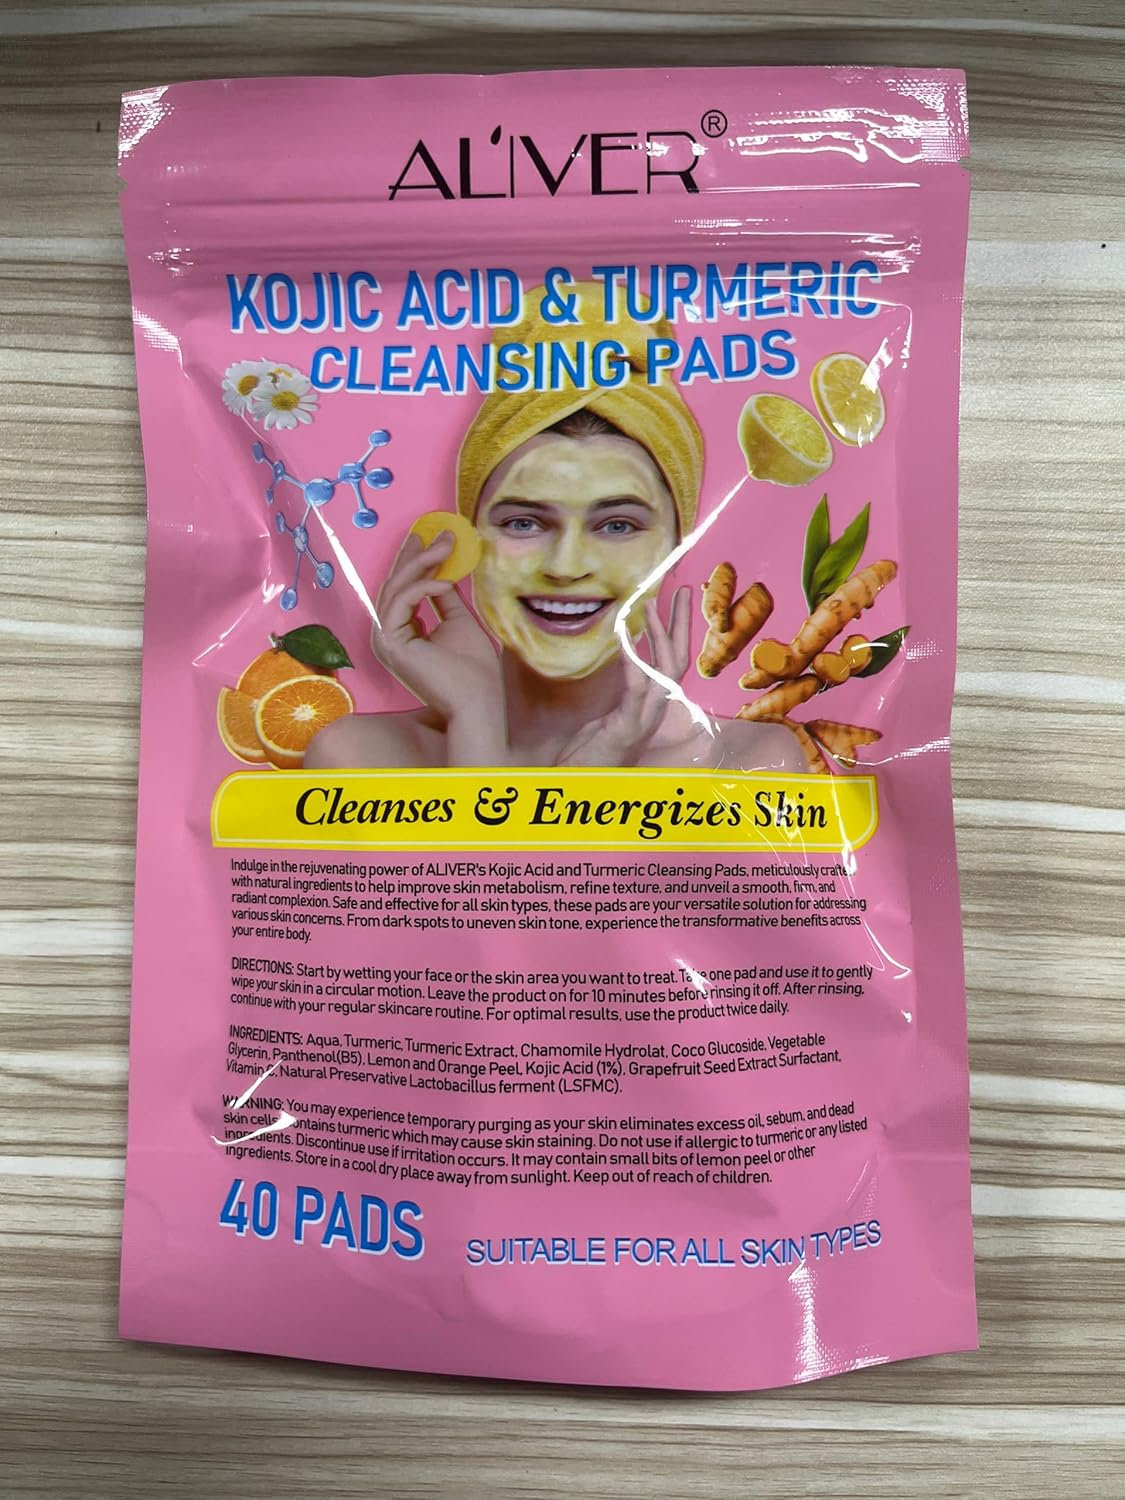 AL'IVER®
KOJIC ACID & TURMERIC
CLEANSING PADS
Cleanses & Energizes Skin
Indulge in the rejuvenating power of ALIVER's Kojic Acid and Turmeric Cleansing Pads, meticulously crafted
with natural ingredients to help improve skin metabolism, refine texture, and unveil a smooth, firm, and
radiant complexion. Safe and effective for all skin types, these pads are your versatile solution for addressing
various skin concerns. From dark spots to uneven skin tone, experience the transformative benefits across
your entire body.
DIRECTIONS: Start by wetting your face or the skin area you want to treat. Take one pad and use it to gently
wipe your skin in a circular motion. Leave the product on for 10 minutes before rinsing it off. After rinsing,
continue with your regular skincare routine. For optimal results, use the product twice daily.
INGREDIENTS: Aqua, Turmeric, Turmeric Extract, Chamomile Hydrolat, Coco Glucoside, Vegetable
Glycerin, Panthenol(B5), Lemon and Orange Peel, Kojic Acid (1%). Grapefruit Seed Extract Surfactant,
Vitamin C, Natural Preservative Lactobacillus ferment (LSFMC).
WARNING: You may experience temporary purging as your skin eliminates excess oil, sebum, and dead
skin cells. Contains turmeric which may cause skin staining. Do not use if allergic to turmeric or any listed
ingredients. Discontinue use if irritation occurs. It may contain small bits of lemon peel or other
ingredients. Store in a cool dry place away from sunlight. Keep out of reach of children.
40 PADS
SUITABLE FOR ALL SKIN TYPES